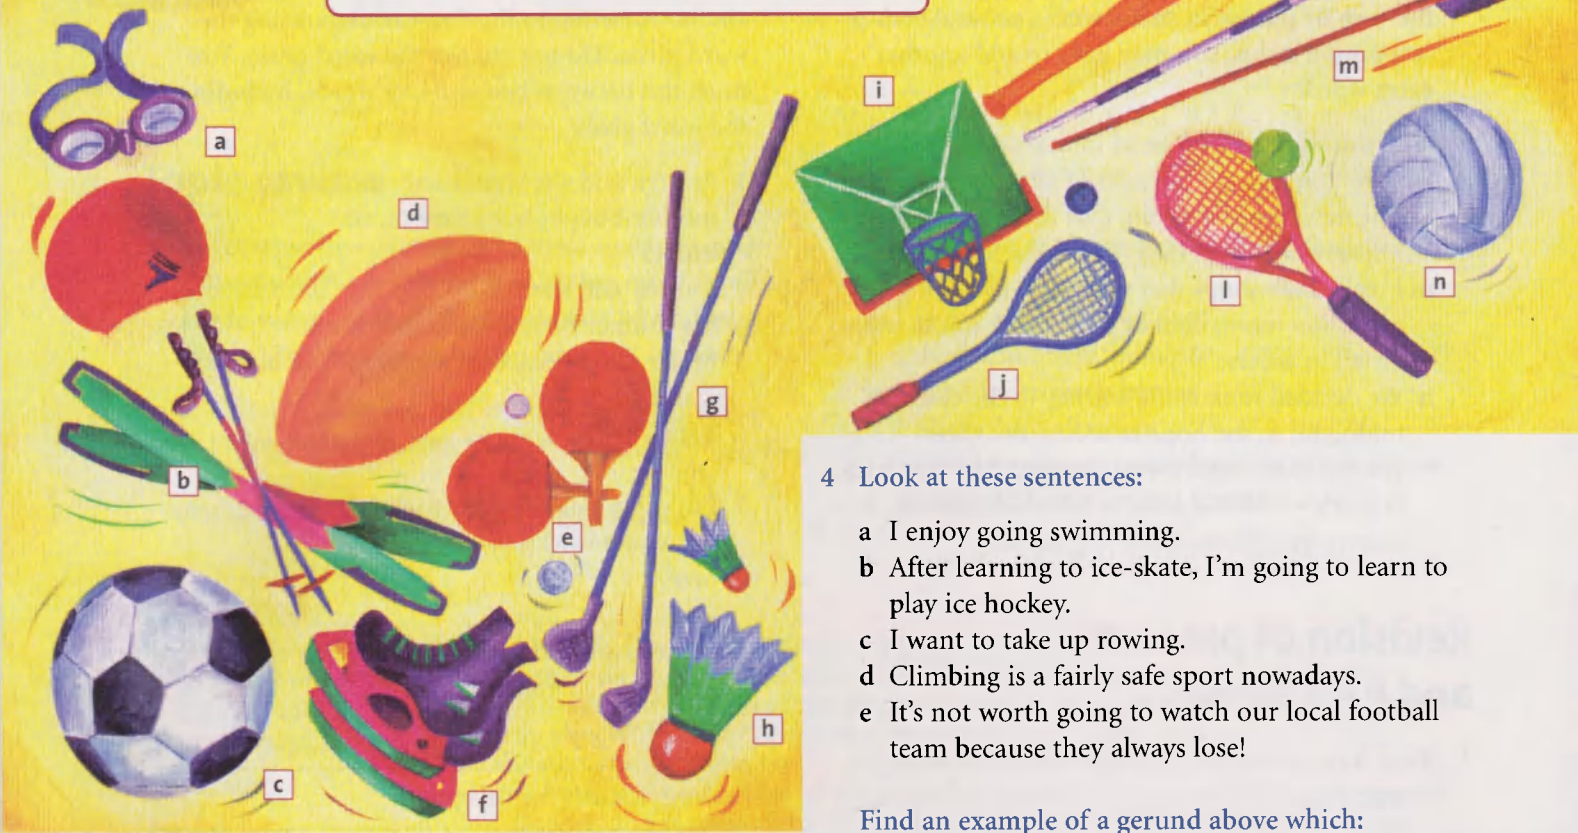 a
b
c
d
e
f
g
h
i
j
l
m
n
4 Look at these sentences:
a I enjoy going swimming.
b After learning to ice-skate, I'm going to learn to
play ice hockey.
c I want to take up rowing.
d Climbing is a fairly safe sport nowadays.
e It's not worth going to watch our local football
team because they always lose!
Find an example of a gerund above which: